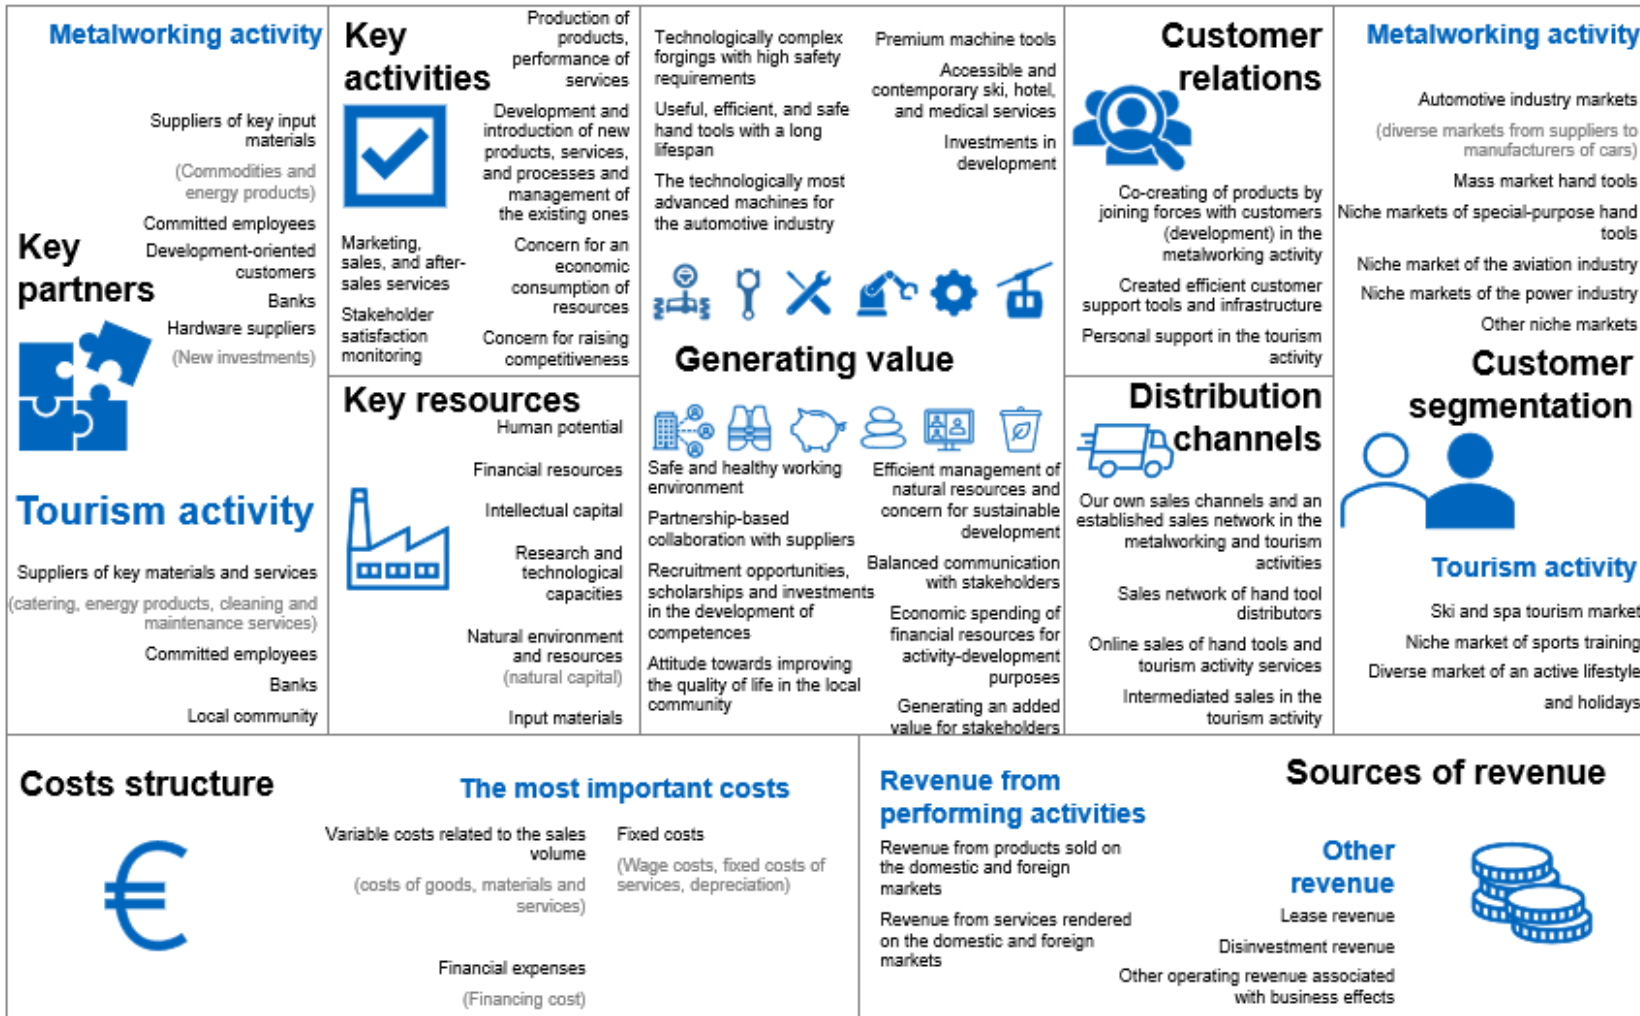 Metalworking activity
Suppliers of key input
materials
(Commodities and
energy products)
Committed employees
Development-oriented
customers
Banks
Hardware suppliers
(New investments)
Key
partners
Tourism activity
Suppliers of key materials and services
(catering, energy products, cleaning and
maintenance services)
Committed employees
Banks
Local community
Key
activities
Production of
products,
performance of
services
Development and
introduction of new
products, services,
and processes and
management of
the existing ones
Concern for an
economic
consumption of
resources
Concern for raising
competitiveness
Marketing,
sales, and after-
sales services
Stakeholder
satisfaction
monitoring
Key resources
Human potential
Financial resources
Intellectual capital
Research and
technological
capacities
Natural environment
and resources
(natural capital)
Input materials
Technologically complex
forgings with high safety
requirements
Useful, efficient, and safe
hand tools with a long
lifespan
The technologically most
advanced machines for
the automotive industry
Premium machine tools
Accessible and
contemporary ski, hotel,
and medical services
Investments in
development
Generating value
Safe and healthy working
environment
Partnership-based
collaboration with suppliers
Recruitment opportunities,
scholarships and investments
in the development of
competences
Attitude towards improving
the quality of life in the local
community
Efficient management of
natural resources and
concern for sustainable
development
Balanced communication
with stakeholders
Economic spending of
financial resources for
activity-development
purposes
Generating an added
value for stakeholders
Customer
relations
Co-creating of products by
joining forces with customers
(development) in the
metalworking activity
Created efficient customer
support tools and infrastructure
Personal support in the tourism
activity
Distribution
channels
Our own sales channels and an
established sales network in the
metalworking and tourism
activities
Sales network of hand tool
distributors
Online sales of hand tools and
tourism activity services
Intermediated sales in the
tourism activity
Metalworking activity
Automotive industry markets
(diverse markets from suppliers to
manufacturers of cars)
Mass market hand tools
Niche markets of special-purpose hand
tools
Niche market of the aviation industry
Niche markets of the power industry
Other niche markets
Customer
segmentation
Tourism activity
Ski and spa tourism market
Niche market of sports training
Diverse market of an active lifestyle
and holidays
Costs structure
The most important costs
Variable costs related to the sales
volume
(costs of goods, materials and
services)
Fixed costs
(Wage costs, fixed costs of
services, depreciation)
Financial expenses
(Financing cost)
Sources of revenue
Revenue from
performing activities
Revenue from products sold on
the domestic and foreign
markets
Revenue from services rendered
on the domestic and foreign
markets
Other
revenue
Lease revenue
Disinvestment revenue
Other operating revenue associated
with business effects